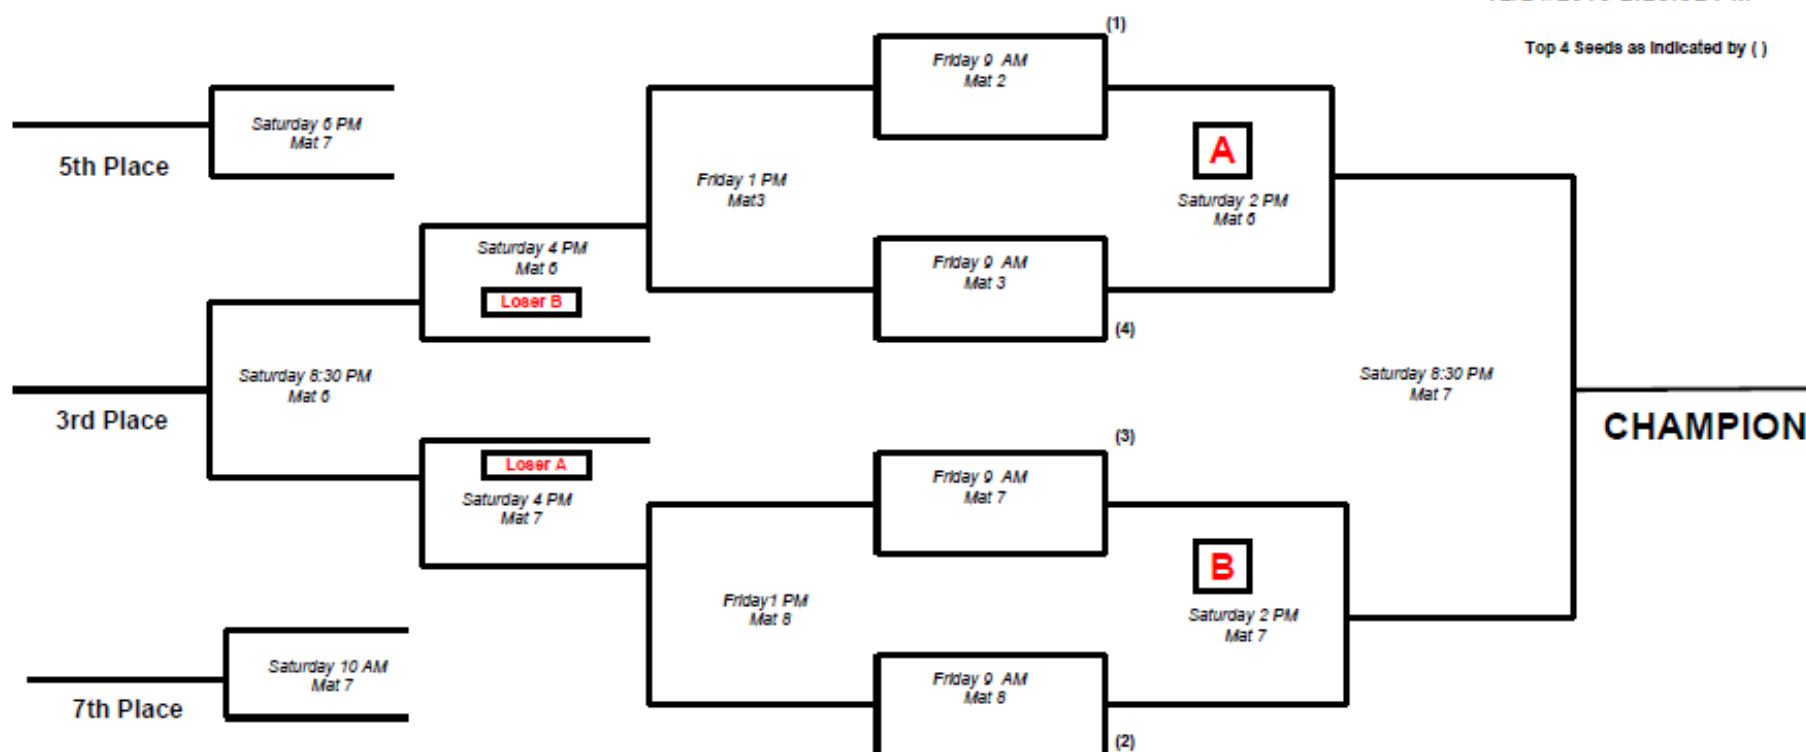 (1)
Top 4 Seeds as indicated by ( )
Friday 9 AM
Mat 2
Saturday 6 PM
Mat 7
5th Place
A
Friday 1 PM
Mat3
Saturday 2 PM
Mat 6
Saturday 4 PM
Mat 6
Loser B
Friday 9 AM
Mat 3
(4)
Saturday 8:30 PM
Mat 6
3rd Place
Saturday 8:30 PM
Mat 7
CHAMPION
(3)
Loser A
Saturday 4 PM
Mat 7
Friday 9 AM
Mat 7
B
Friday1 PM
Mat 8
Saturday 2 PM
Mat 7
Saturday 10 AM
Mat 7
7th Place
Friday 9 AM
Mat 8
(2)